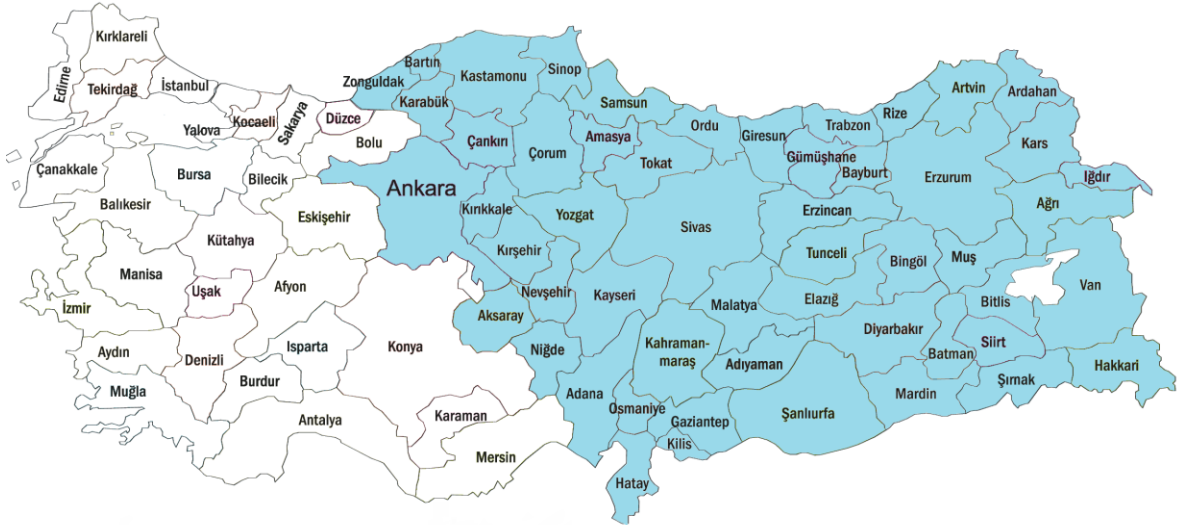 Kırklareli
Edirne
Tekirdağ
İstanbul
Kocaeli
Yalova
Sakarya
Düzce
Bolu
Zonguldak
Bartın
Karabük
Kastamonu
Sinop
Samsun
Çankırı
Çorum
Amasya
Tokat
Ordu
Giresun
Gümüşhane
Trabzon
Bayburt
Rize
Artvin
Ardahan
Kars
Iğdır
Ağrı
Erzurum
Erzincan
Çanakkale
Balıkesir
Bursa
Bilecik
Eskişehir
Kütahya
Ankara
Kırıkkale
Kırşehir
Yozgat
Sivas
Tunceli
Bingöl
Muş
Van
Bitlis
Manisa
Uşak
Afyon
İzmir
Aydın
Denizli
Isparta
Burdur
Muğla
Antalya
Konya
Karaman
Mersin
Aksaray
Nevşehir
Niğde
Kayseri
Malatya
Elazığ
Diyarbakır
Batman
Siirt
Şırnak
Hakkari
Mardin
Şanlıurfa
Adıyaman
Kahraman-
maraş
Adana
Osmaniye
Gaziantep
Kilis
Hatay